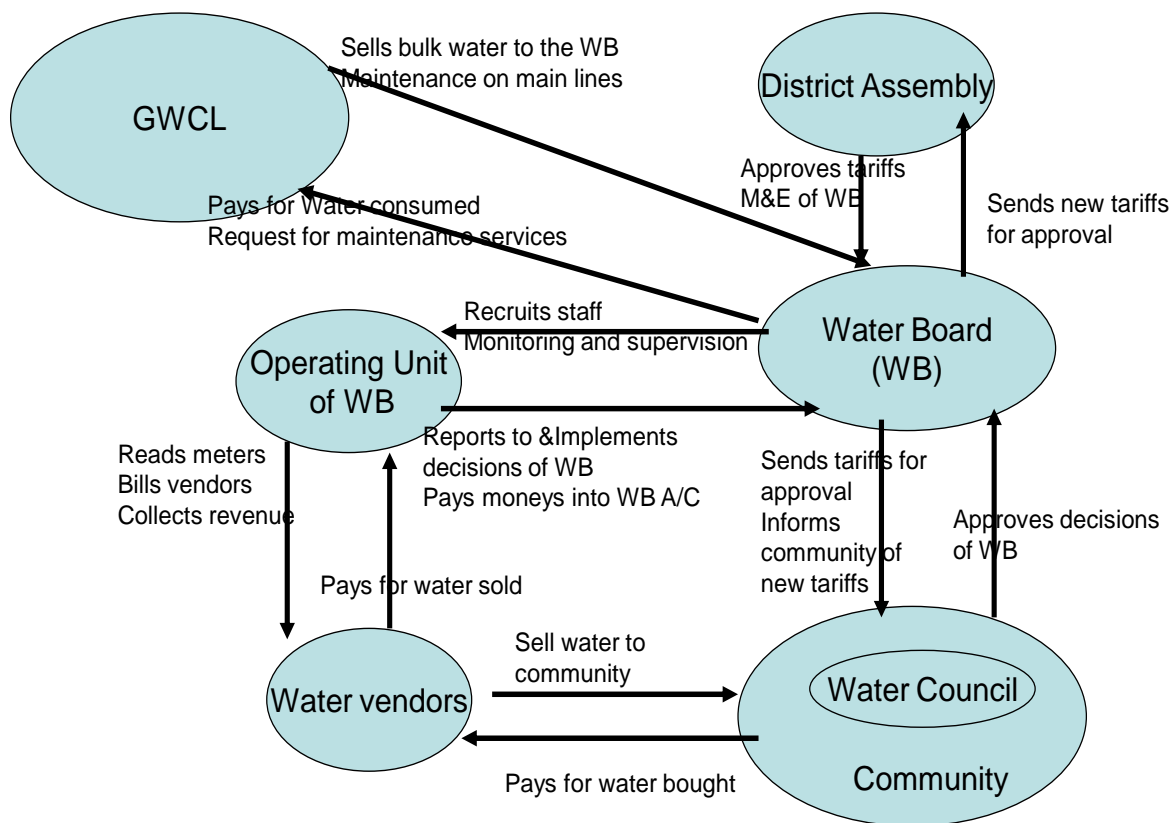 Sells bulk water to the WB
Maintenance on main lines
GWCL
District Assembly
Approves tariffs
M&E of WB
Sends new tariffs
for approval
Pays for Water consumed
Request for maintenance services
Recruits staff
Monitoring and supervision
Water Board
(WB)
Operating Unit
of WB
Reads meters
Bills vendors
Collects revenue
Reports to &Implements
decisions of WB
Pays moneys into WB A/C
Sends tariffs for
approval
Informs
community of
new tariffs
Approves decisions
of WB
Pays for water sold
Sell water to
community
Water vendors
Water Council
Pays for water bought
Community